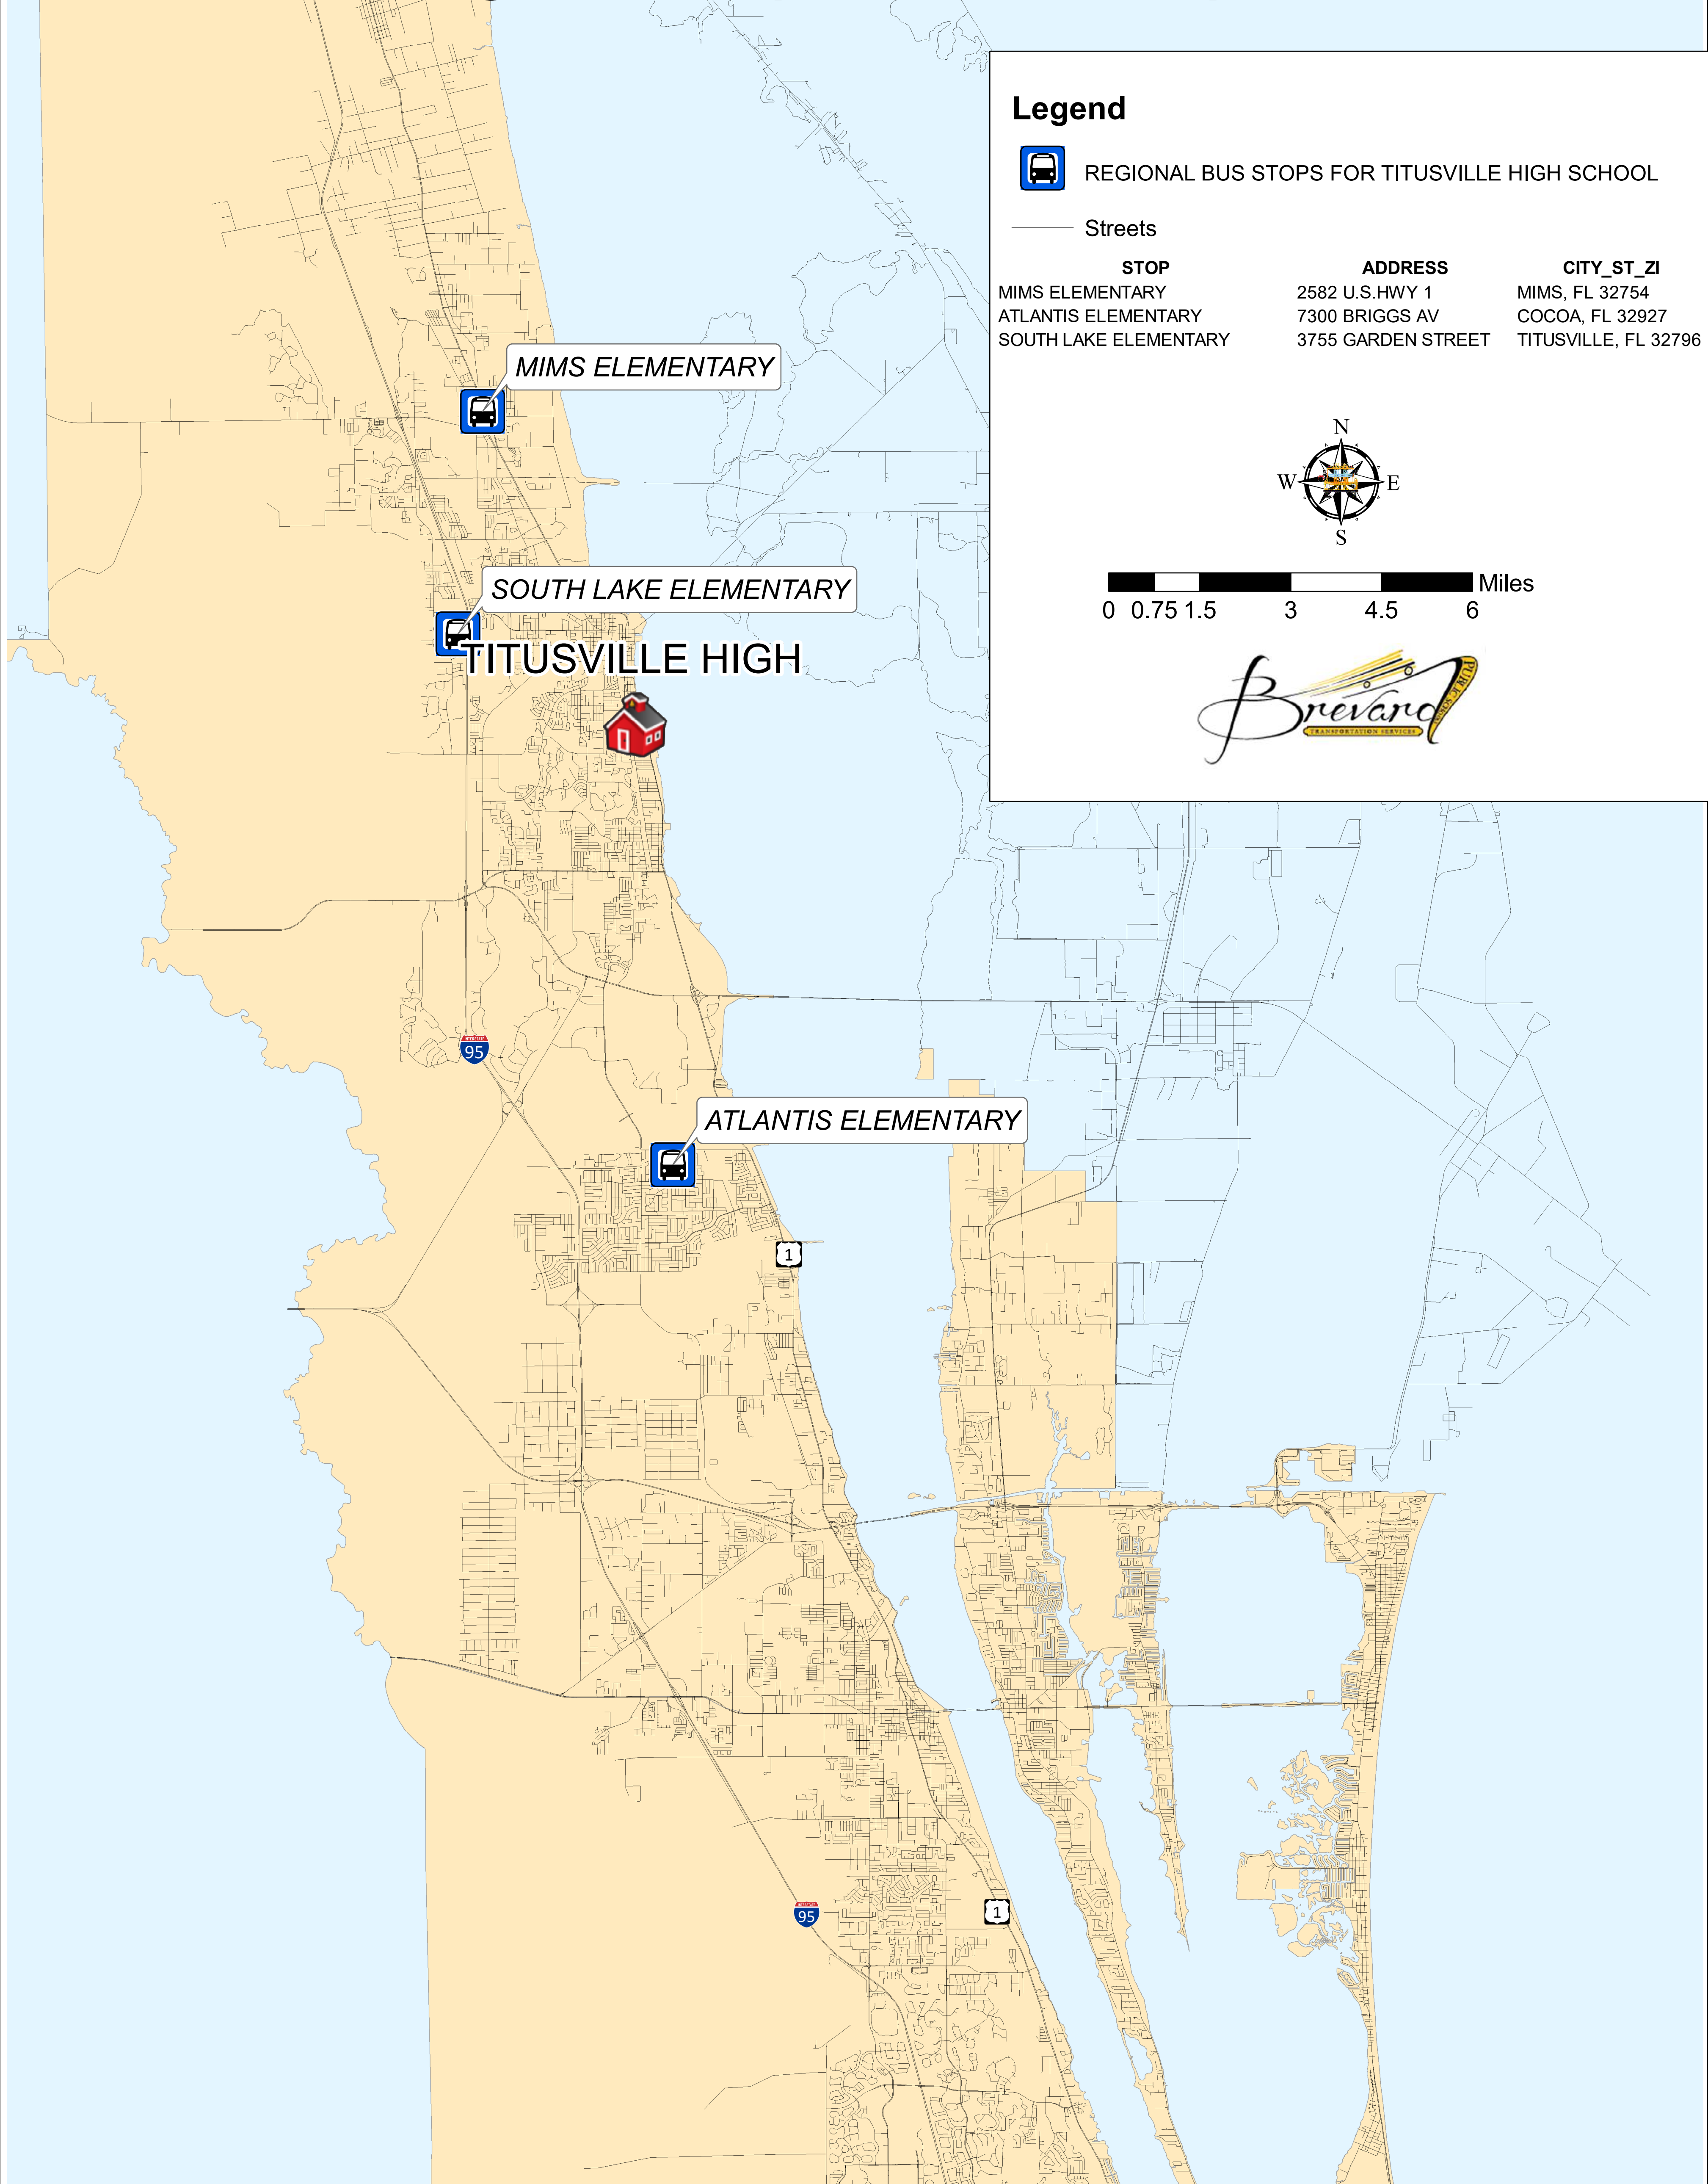 Legend
REGIONAL BUS STOPS FOR TITUSVILLE HIGH SCHOOL
Streets
STOP ADDRESS CITY_ST_ZI
MIMS ELEMENTARY 2582 U.S.HWY 1 MIMS, FL 32754
ATLANTIS ELEMENTARY 7300 BRIGGS AV COCOA, FL 32927
SOUTH LAKE ELEMENTARY 3755 GARDEN STREET TITUSVILLE, FL 32796
N
W E
S
Miles
0 0.75 1.5 3 4.5 6
Brevard
TRANSPORTATION SERVICES
MIMS ELEMENTARY
SOUTH LAKE ELEMENTARY
TITUSVILLE HIGH
95
ATLANTIS ELEMENTARY
1
95
1